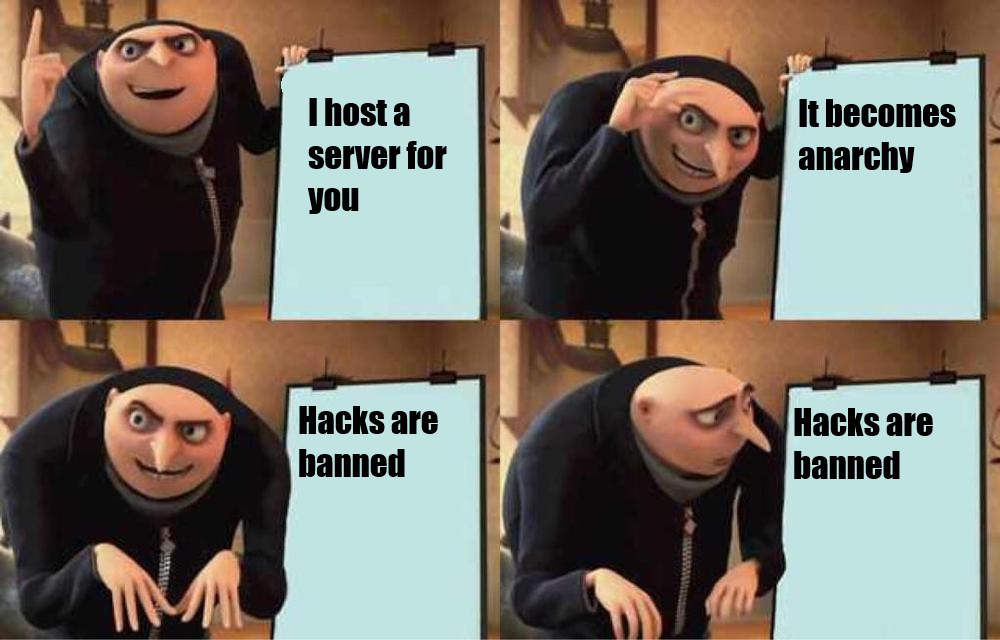 I host a
server for
you
It becomes
anarchy
Hacks are
banned
Hacks are
banned